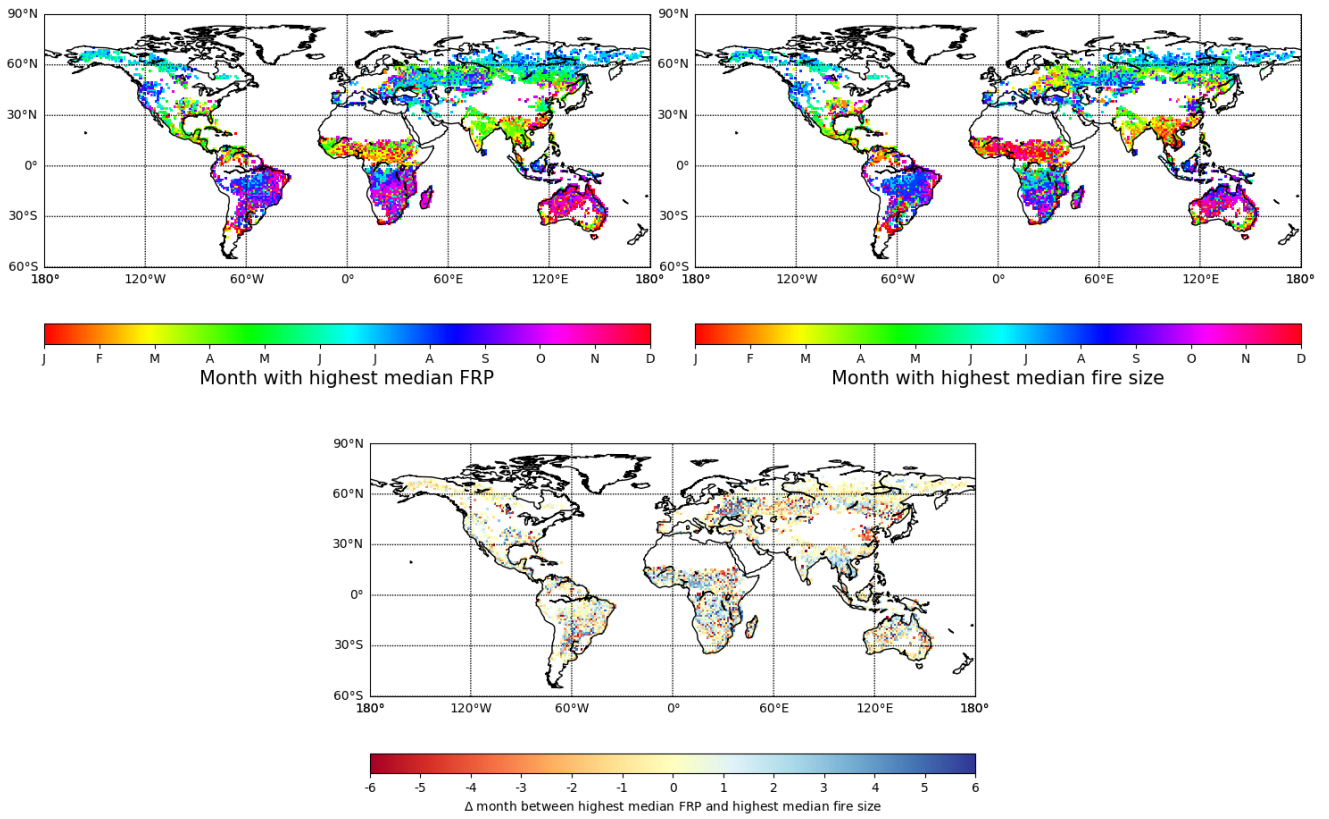 90°N
60°N
30°N
0°
30°S
60°S
180° 120°W 60°W 0° 60°E 120°E 180°
J F M A M J J A S O N D
Month with highest median FRP
90°N
60°N
30°N
0°
30°S
60°S
180° 120°W 60°W 0° 60°E 120°E 180°
J F M A M J J A S O N D
Month with highest median fire size
90°N
60°N
30°N
0°
30°S
60°S
180° 120°W 60°W 0° 60°E 120°E 180°
-6 -5 -4 -3 -2 -1 0 1 2 3 4 5 6
Δ month between highest median FRP and highest median fire size